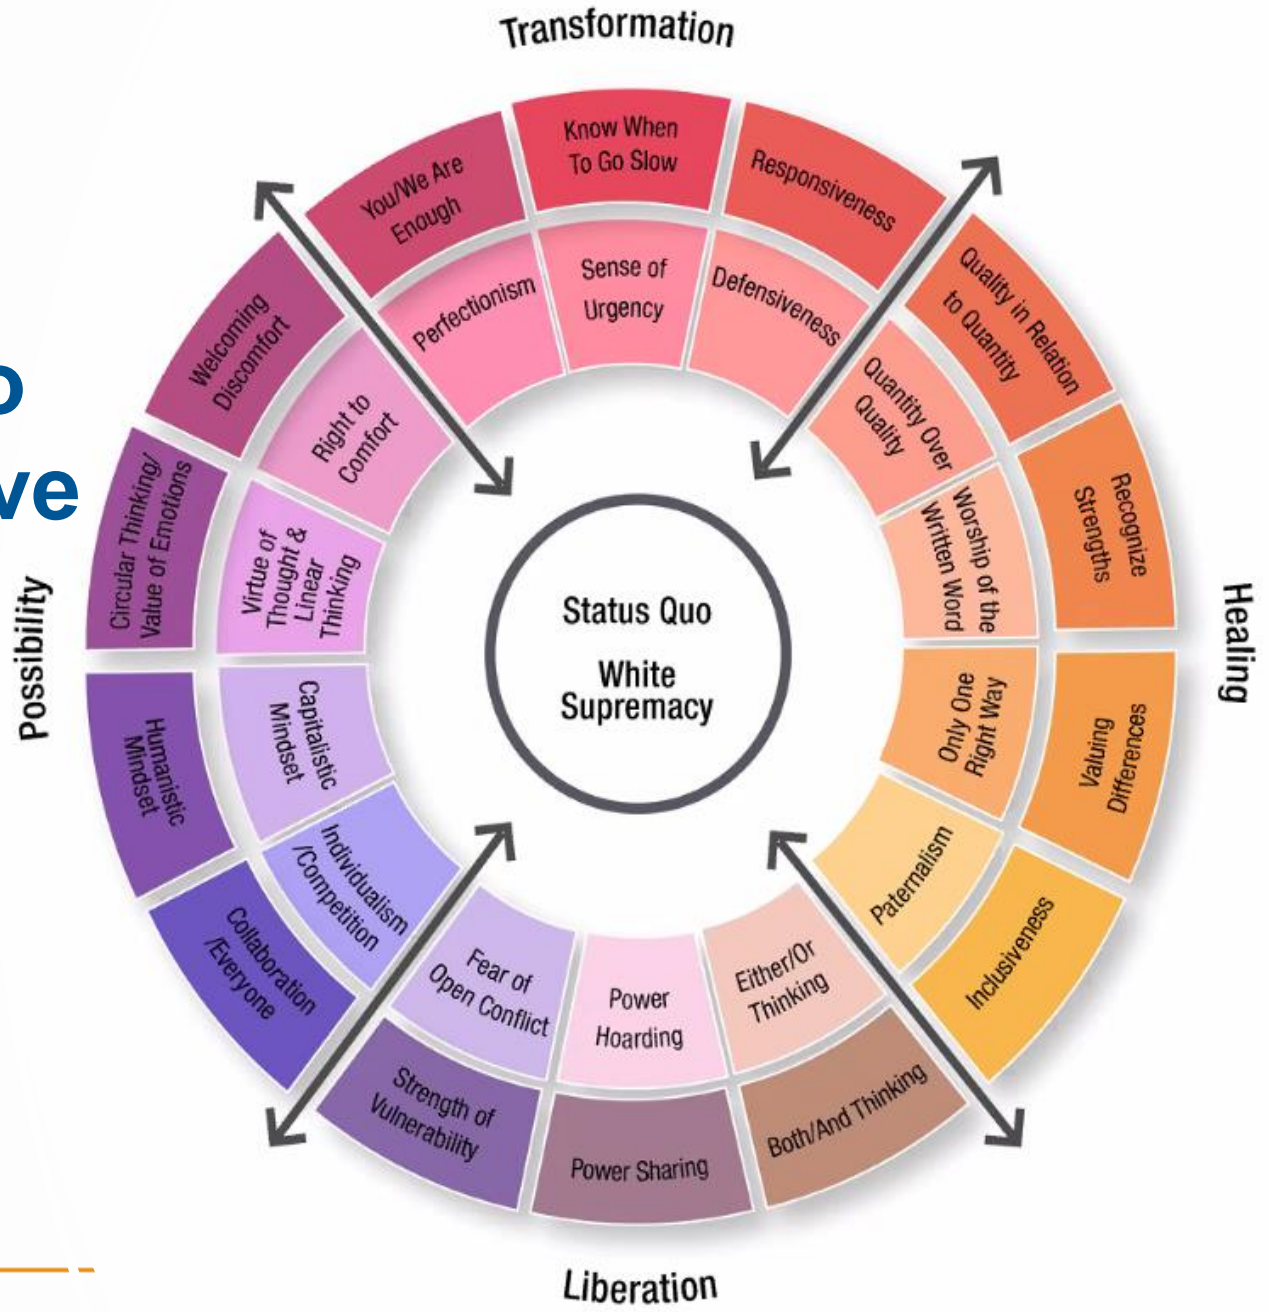 Transformation
Know When
To Go Slow
Responsiveness
Quality in Relation
to Quantity
Recognize
Strengths
Valuing
Differences
Inclusiveness
Both/And Thinking
Power Sharing
Strength of
Vulnerability
Collaboration
/Everyone
Humanistic
Mindset
Circular Thinking/
Value of Emotions
Welcoming
Discomfort
You/We Are
Enough
Sense of
Urgency
Defensiveness
Quantity Over
Quality
Worship of the
Written Word
Only One
Right Way
Paternalism
Either/Or
Thinking
Power
Hoarding
Fear of
Open Conflict
Individualism
/Competition
Capitalistic
Mindset
Virtue of
Thought &
Linear
Thinking
Right to
Comfort
Perfectionism
Status Quo
White
Supremacy
Healing
Liberation
Possibility
o
ve